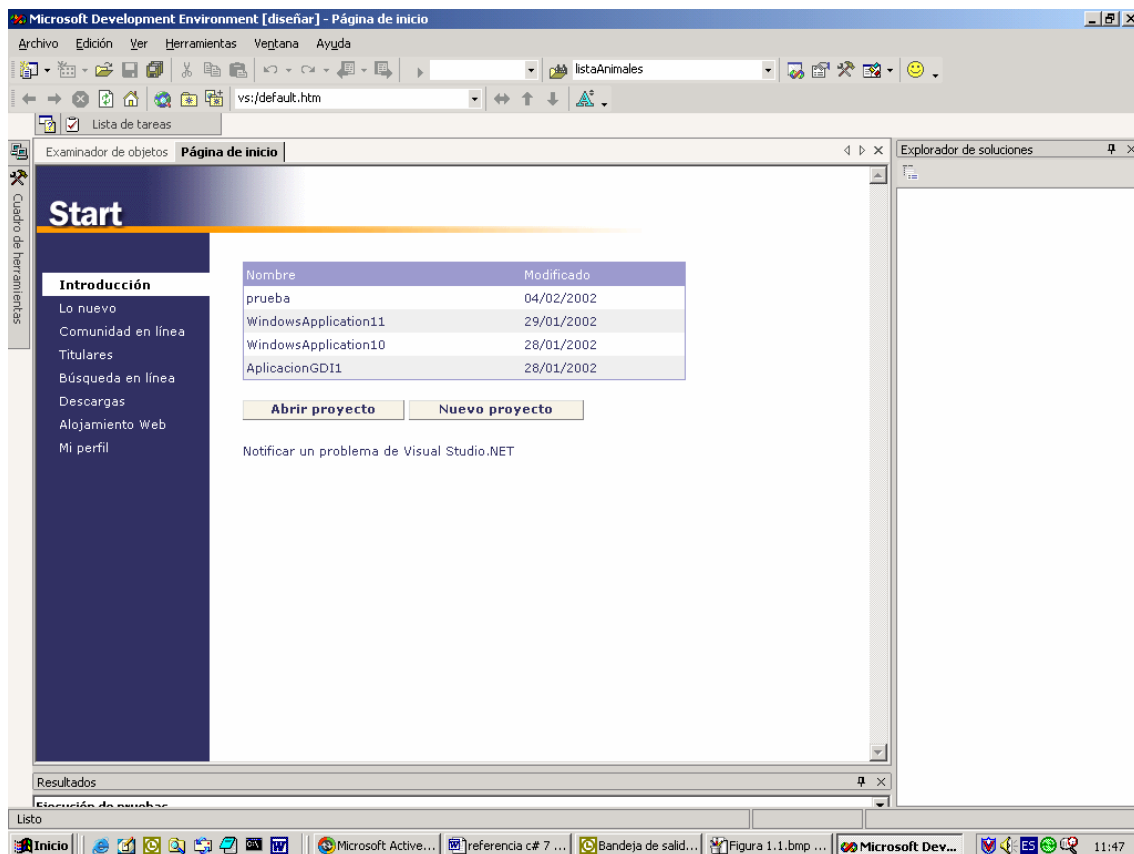 Microsoft Development Environment [diseñar] - Página de inicio
Archivo Edición Ver Herramientas Ventana Ayuda
listaAnimales
vs:/default.htm
Lista de tareas
Examinador de objetos Página de inicio
Explorador de soluciones
Cuadro de herramientas
Start
Introducción
Lo nuevo
Comunidad en línea
Titulares
Búsqueda en línea
Descargas
Alojamiento Web
Mi perfil
Nombre Modificado
prueba 04/02/2002
WindowsApplication11 29/01/2002
WindowsApplication10 28/01/2002
AplicacionGDI1 28/01/2002
Abrir proyecto Nuevo proyecto
Notificar un problema de Visual Studio.NET
Resultados
Ejecución de pruebas
Listo
Inicio Microsoft Active... referencia c# 7 ... Bandeja de salid... Figura 1.1.bmp ... Microsoft Dev... ES 11:47